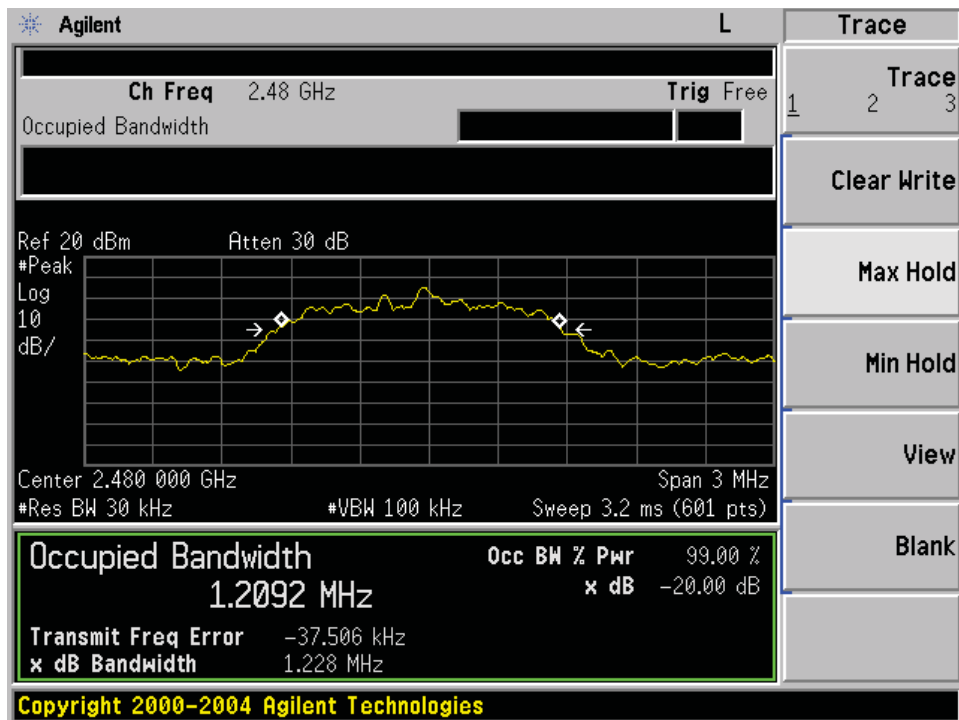 Agilent L Trace
Ch Freq 2.48 GHz Trig Free
Occupied Bandwidth
Trace
1 2 3
Clear Write
Ref 20 dBm Atten 30 dB
#Peak
Log
10
dB/
Max Hold
Min Hold
View
Center 2.480 000 GHz Span 3 MHz
#Res BW 30 kHz #VBW 100 kHz Sweep 3.2 ms (601 pts)
Blank
Occupied Bandwidth Occ BW % Pwr 99.00 %
1.2092 MHz x dB -20.00 dB
Transmit Freq Error -37.506 kHz
x dB Bandwidth 1.228 MHz
Copyright 2000-2004 Agilent Technologies